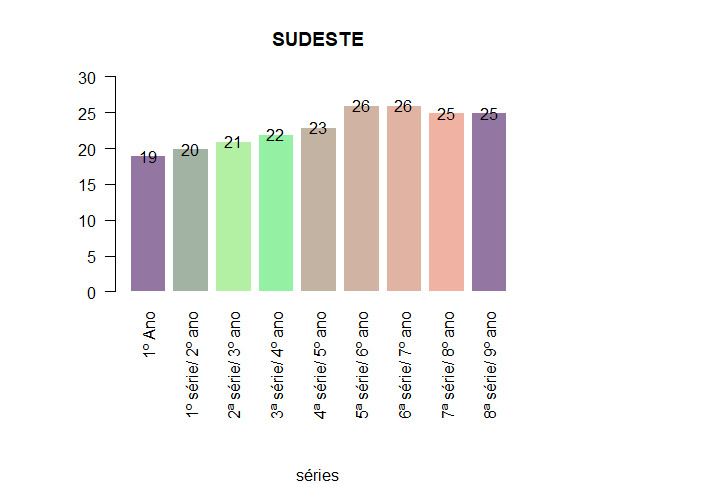 SUDESTE
30
25
20
15
10
5
0
19
20
21
22
23
26
26
25
25
1º Ano
1º série/ 2º ano
2ª série/ 3º ano
3ª série/ 4º ano
4ª série/ 5º ano
5ª série/ 6º ano
6ª série/ 7º ano
7ª série/ 8º ano
8ª série/ 9º ano
séries